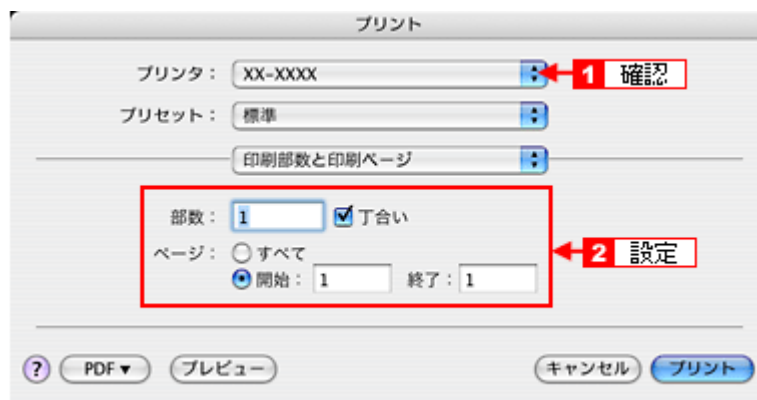 プリント
プリンタ： XX-XXXX 1 確認
プリセット： 標準
印刷部数と印刷ページ
部数： 1 丁合い
ページ： すべて 2 設定
開始： 1 終了： 1
? PDF▼ プレビュー キャンセル プリント